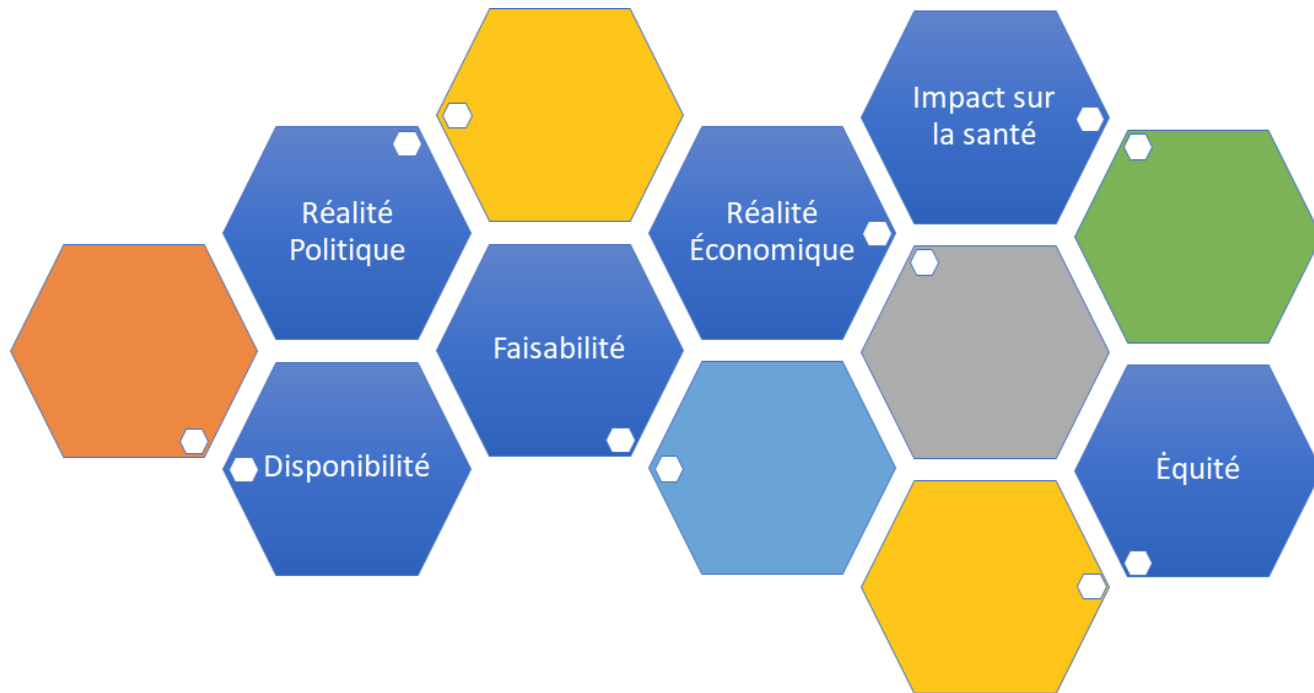 Impact sur
la santé
Réalité
Politique
Réalité
Économique
Faisabilité
Disponibilité
Ėquité